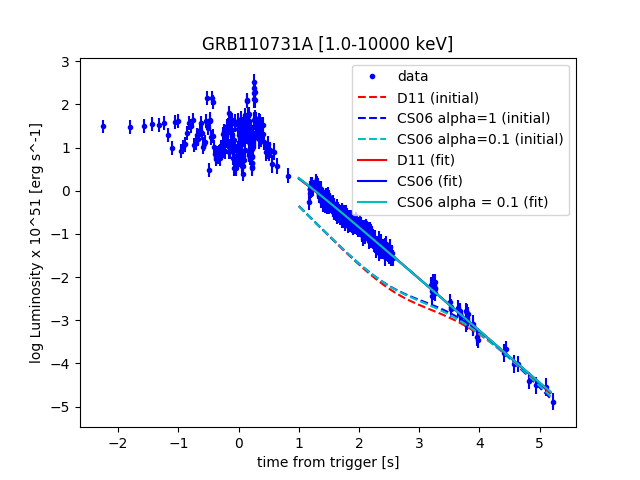 GRB110731A [1.0-10000 keV]
data
D11 (initial)
CS06 alpha=1 (initial)
CS06 alpha=0.1 (initial)
D11 (fit)
CS06 (fit)
CS06 alpha = 0.1 (fit)
log Luminosity x 10^51 [erg s^-1]
3
2
1
0
−1
−2
−3
−4
−5
−2 −1 0 1 2 3 4 5
time from trigger [s]